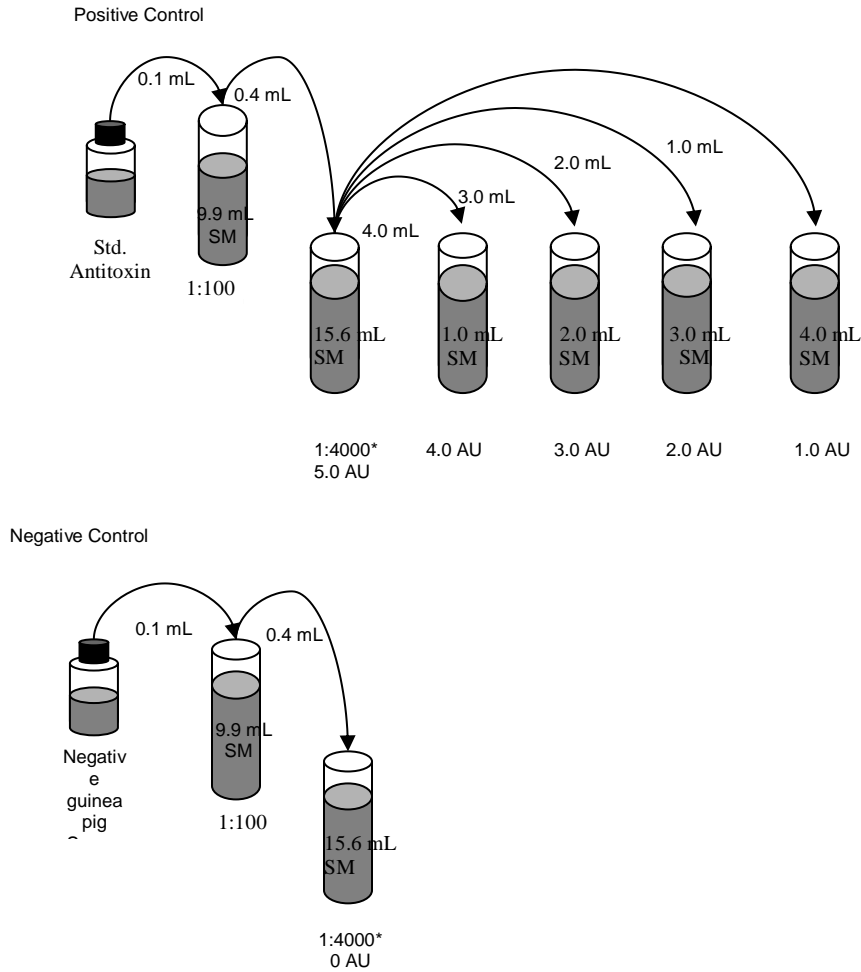 Positive Control
0.1 mL
0.4 mL
1.0 mL
2.0 mL
3.0 mL
4.0 mL
9.9 mL
SM
Std.
Antitoxin
1:100
15.6 mL
SM
1.0 mL
SM
2.0 mL
SM
3.0 mL
SM
4.0 mL
SM
1:4000*
5.0 AU
4.0 AU
3.0 AU
2.0 AU
1.0 AU
Negative Control
0.1 mL
0.4 mL
9.9 mL
SM
Negativ
e
guinea
pig
1:100
15.6 mL
SM
1:4000*
0 AU